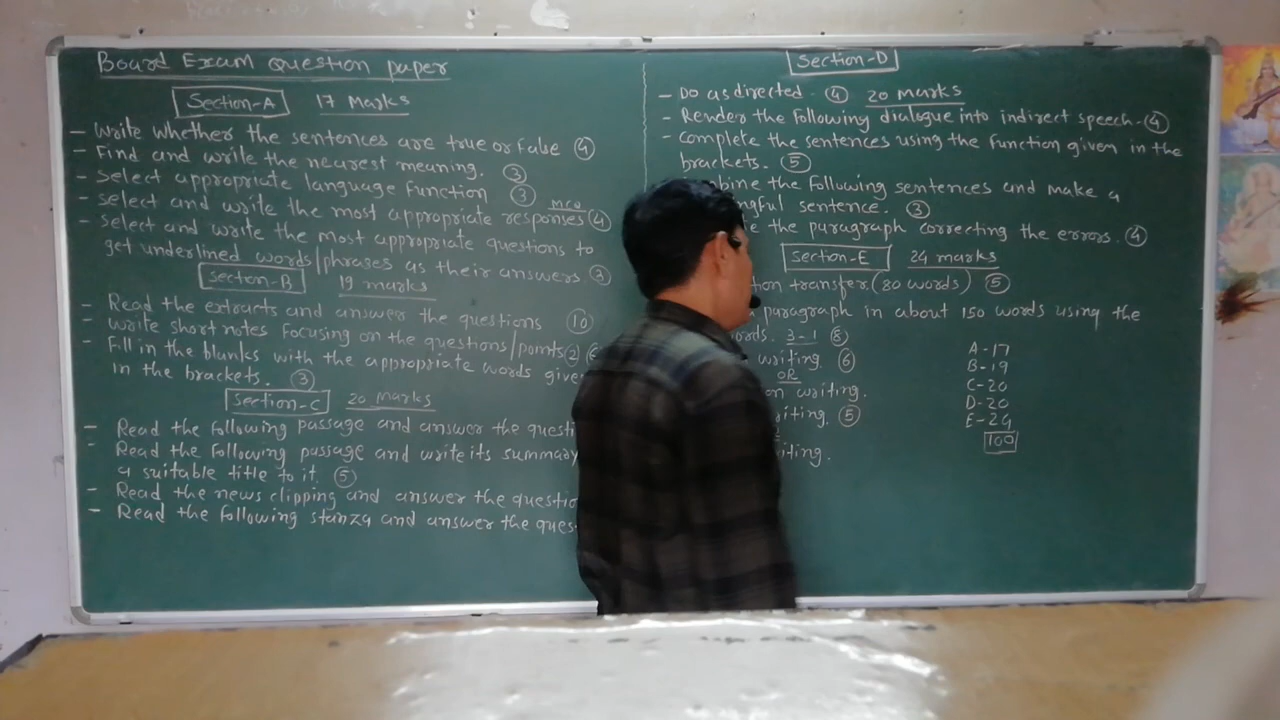 Board Exam Question paper
Section-A 17 Marks
- Write whether the sentences are true or false (4)
- Find and write the nearest meaning. (3)
- Select appropriate language function (3)
- select and write the most appropriate responses MCQ (4)
- Select and write the most appropriate questions to
get underlined words/phrases as their answers (3)
Section-B 19 marks
- Read the extracts and answer the questions (10)
- Write short notes focusing on the questions/points (2)
- Fill in the blanks with the appropriate words
in the brackets. (3)
Section-C 20 Marks
- Read the following passage and answer the
- Read the following passage and write its summary
a suitable title to it. (5)
- Read the news clipping and answer the
- Read the following stanza and answer the
Section-D
- Do as directed. (4) 20 marks
- Render the following dialogue into indirect speech. (4)
- Complete the sentences using the function given in the
brackets. (5)
the following sentences and make a
sentence. (3)
the paragraph correcting the errors. (4)
Section-E 24 marks
transfer (80 words) (5)
paragraph in about 150 words using the
3-1 (8)
writing. (6)
OR
writing.
(5)
A-17
B-19
C-20
D-20
E-24
100